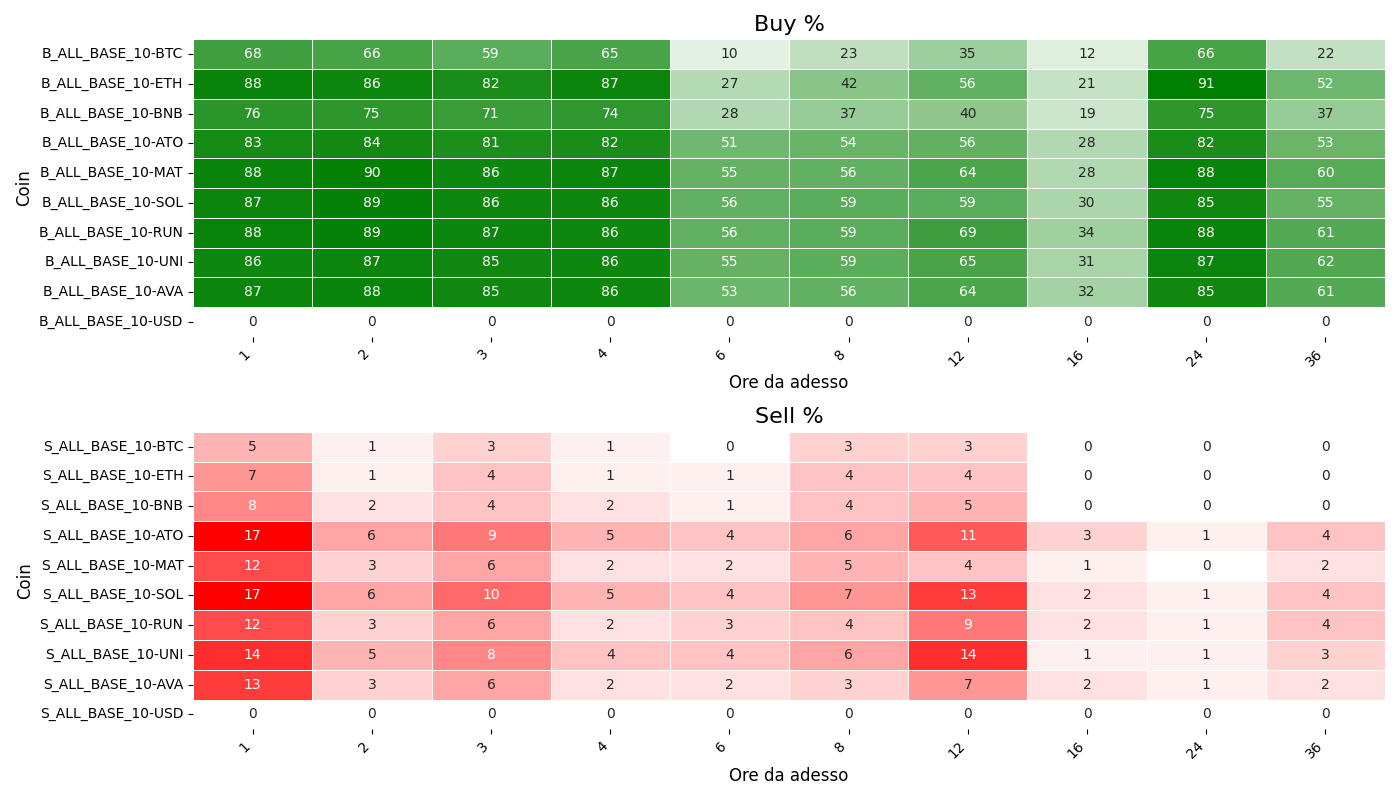 Buy %
B_ALL_BASE_10-BTC 68 66 59 65 10 23 35 12 66 22
B_ALL_BASE_10-ETH 88 86 82 87 27 42 56 21 91 52
B_ALL_BASE_10-BNB 76 75 71 74 28 37 40 19 75 37
B_ALL_BASE_10-ATO 83 84 81 82 51 54 56 28 82 53
B_ALL_BASE_10-MAT 88 90 86 87 55 56 64 28 88 60
B_ALL_BASE_10-SOL 87 89 86 86 56 59 59 30 85 55
B_ALL_BASE_10-RUN 88 89 87 86 56 59 69 34 88 61
B_ALL_BASE_10-UNI 86 87 85 86 55 59 65 31 87 62
B_ALL_BASE_10-AVA 87 88 85 86 53 56 64 32 85 61
B_ALL_BASE_10-USD 0 0 0 0 0 0 0 0 0 0
Coin
1 2 3 4 6 8 12 16 24 36
Ore da adesso
Sell %
S_ALL_BASE_10-BTC 5 1 3 1 0 3 3 0 0 0
S_ALL_BASE_10-ETH 7 1 4 1 1 4 4 0 0 0
S_ALL_BASE_10-BNB 8 2 4 2 1 4 5 0 0 0
S_ALL_BASE_10-ATO 17 6 9 5 4 6 11 3 1 4
S_ALL_BASE_10-MAT 12 3 6 2 2 5 4 1 0 2
S_ALL_BASE_10-SOL 17 6 10 5 4 7 13 2 1 4
S_ALL_BASE_10-RUN 12 3 6 2 3 4 9 2 1 4
S_ALL_BASE_10-UNI 14 5 8 4 4 6 14 1 1 3
S_ALL_BASE_10-AVA 13 3 6 2 2 3 7 2 1 2
S_ALL_BASE_10-USD 0 0 0 0 0 0 0 0 0 0
Coin
1 2 3 4 6 8 12 16 24 36
Ore da adesso